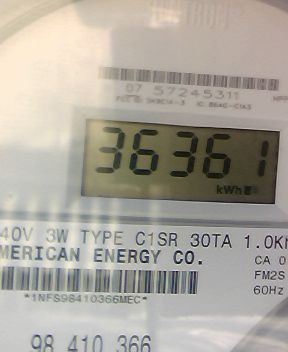 07 57245311
36361
kWh
40V 3W TYPE C1SR 30TA 1.0Kh
MERICAN ENERGY CO.
CA 0
FM2S
60Hz
*1NFS98410366MEC*
98 410 366